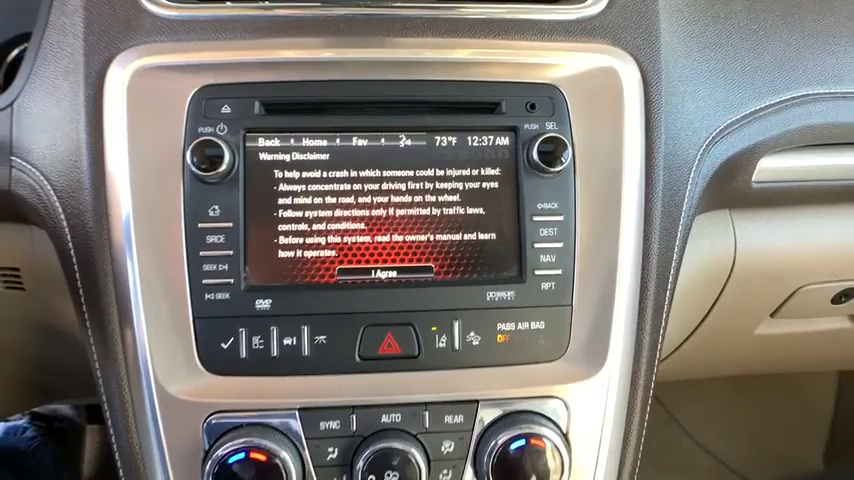 PUSH
PUSH SEL
Back Home Fav 73°F 12:37 AM
Warning Disclaimer
To help avoid a crash in which someone could be injured or killed:
- Always concentrate on your driving first by keeping your eyes
and mind on the road, and your hands on the wheel.
- Follow system directions only if permitted by traffic laws,
controls, and conditions.
- Before using this system, read the owner's manual and learn
how it operates.
I Agree
SRCE
SEEK
SEEK
BACK
DEST
NAV
RPT
DVD
DOLBY
DIGITAL
PASS AIR BAG
OFF
SYNC
AUTO
REAR